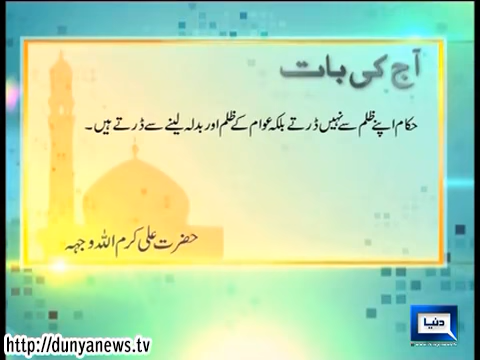 آج کی بات
حکام اپنے ظلم سے نہیں ڈرتے بلکہ عوام کے ظلم اور بدلہ لینے سے ڈرتے ہیں۔
حضرت علی کرم اللہ وجہہ
دنیا
http://dunyanews.tv